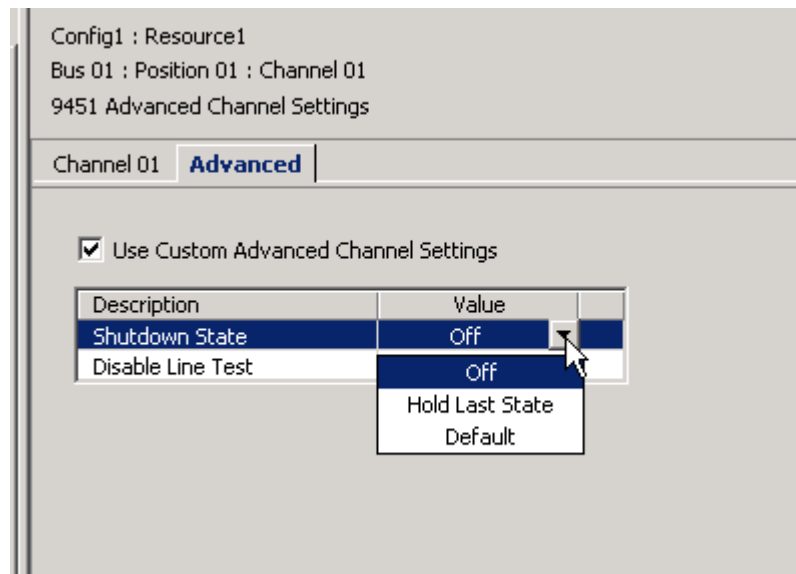 Config1 : Resource1
Bus 01 : Position 01 : Channel 01
9451 Advanced Channel Settings
Channel 01 Advanced
Use Custom Advanced Channel Settings
Description Value
Shutdown State Off
Disable Line Test
Off
Hold Last State
Default